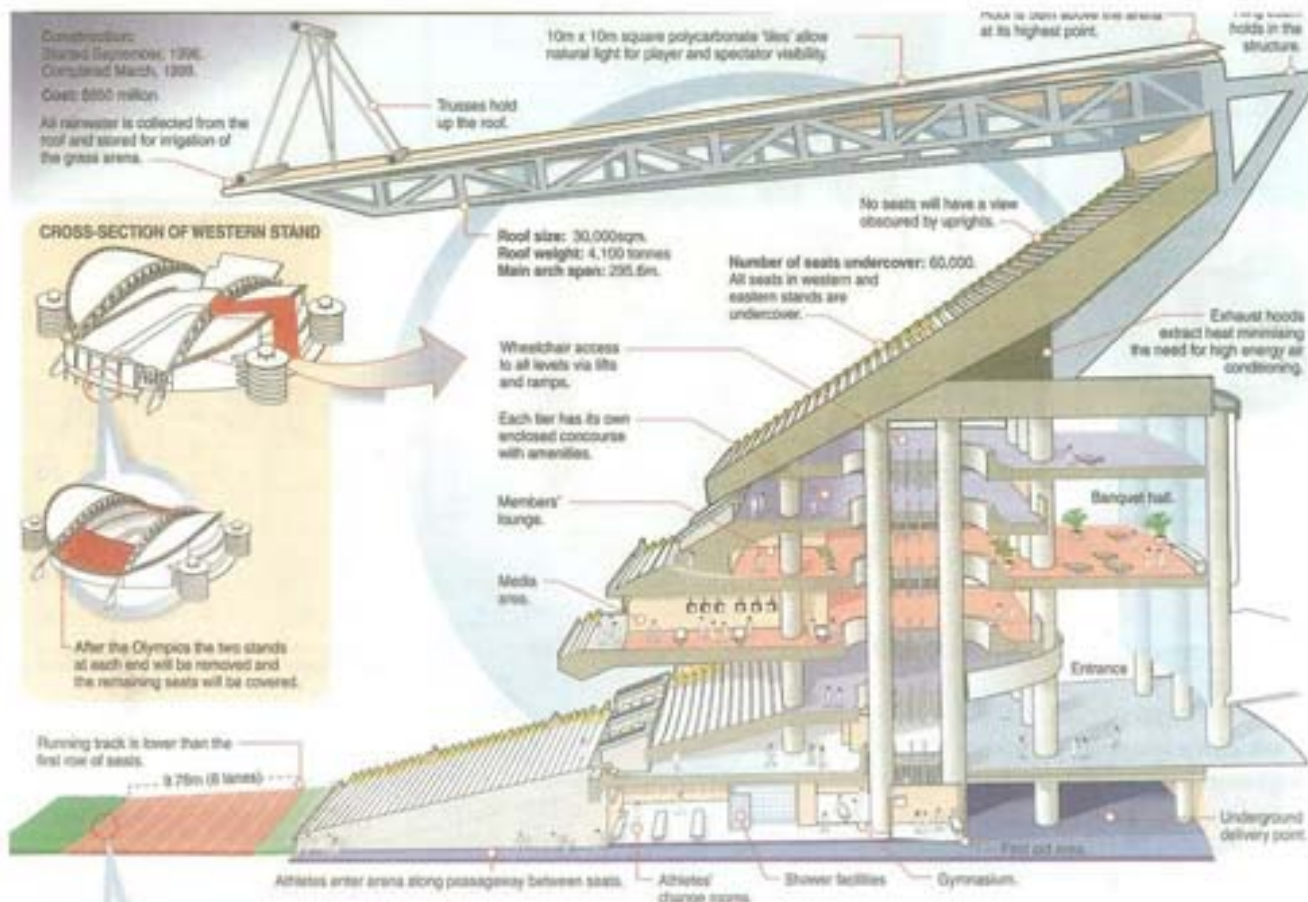 Construction:
Started September, 1996.
Completed March, 1999.
Cost: $650 million
All rainwater is collected from the
roof and stored for irrigation of
the grass arena.
Trusses hold
up the roof.
10m x 10m square polycarbonate 'tiles' allow
natural light for player and spectator visibility.
Roof is 58m above the arena
at its highest point.
holds in the
structure.
No seats will have a view
obscured by uprights.
CROSS-SECTION OF WESTERN STAND
Roof size: 30,000sqm.
Roof weight: 4,100 tonnes
Main arch span: 295.6m.
Number of seats undercover: 60,000.
All seats in western and
eastern stands are
undercover.
Exhaust hoods
extract heat minimising
the need for high energy air
conditioning.
Wheelchair access
to all levels via lifts
and ramps.
Each tier has its own
enclosed concourse
with amenities.
Members'
lounge.
Banquet hall.
Media
area.
After the Olympics the two stands
at each end will be removed and
the remaining seats will be covered.
Entrance
Running track is lower than the
first row of seats.
9.76m (8 lanes)
Underground
delivery point.
First aid area.
Athletes enter arena along passageway between seats.
Athletes'
change rooms.
Shower facilities
Gymnasium.